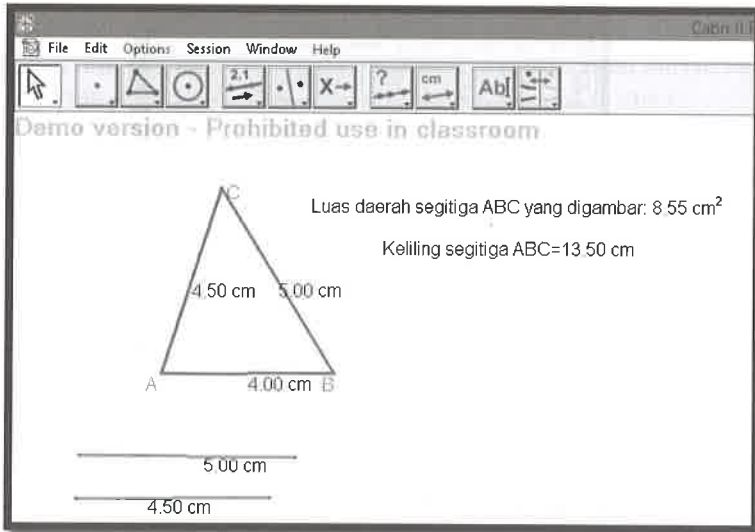 File Edit Options Session Window Help
2.1 X ? cm Ab
Demo version - Prohibited use in classroom
C
Luas daerah segitiga ABC yang digambar: 8.55 cm²
Keliling segitiga ABC=13.50 cm
4.50 cm 5.00 cm
A 4.00 cm B
5.00 cm
4.50 cm